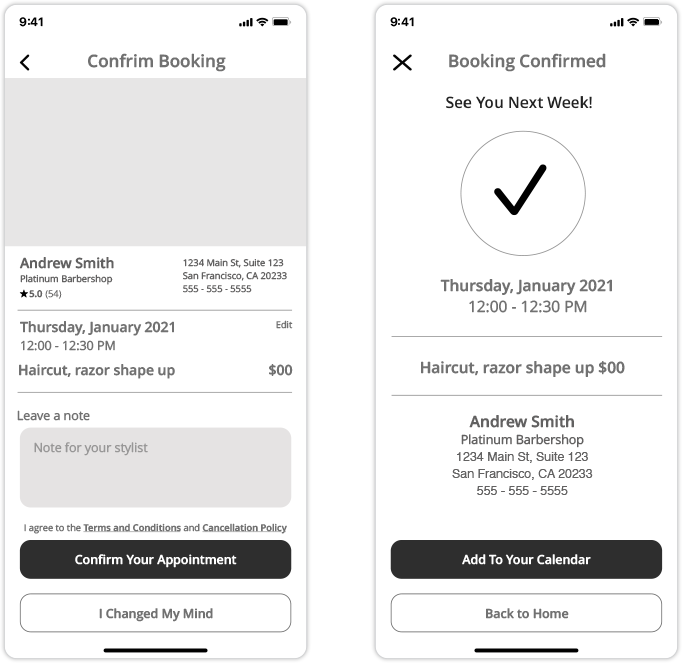 9:41
Confrim Booking
Andrew Smith
Platinum Barbershop
★5.0 (54)
1234 Main St, Suite 123
San Francisco, CA 20233
555 - 555 - 5555
Thursday, January 2021
Edit
12:00 - 12:30 PM
Haircut, razor shape up $00
Leave a note
Note for your stylist
I agree to the Terms and Conditions and Cancellation Policy
Confirm Your Appointment
I Changed My Mind
9:41
Booking Confirmed
See You Next Week!
Thursday, January 2021
12:00 - 12:30 PM
Haircut, razor shape up $00
Andrew Smith
Platinum Barbershop
1234 Main St, Suite 123
San Francisco, CA 20233
555 - 555 - 5555
Add To Your Calendar
Back to Home